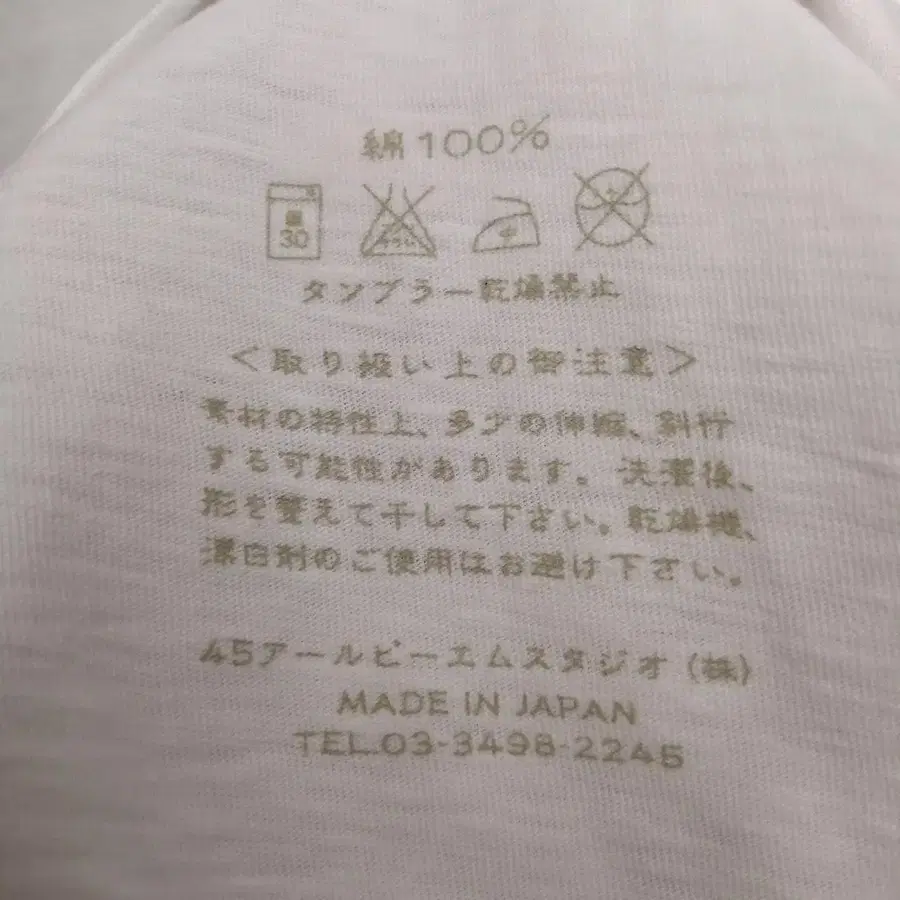 綿100%
30
タンブラー乾燥禁止
<取り扱い上の御注意>
素材の特性上、多少の伸縮、斜行
する可能性があります。洗濯後、
形を整えて干して下さい。乾燥機、
漂白剤のご使用はお避け下さい。
45アールピーエムスタジオ(株)
MADE IN JAPAN
TEL.03-3498-2245